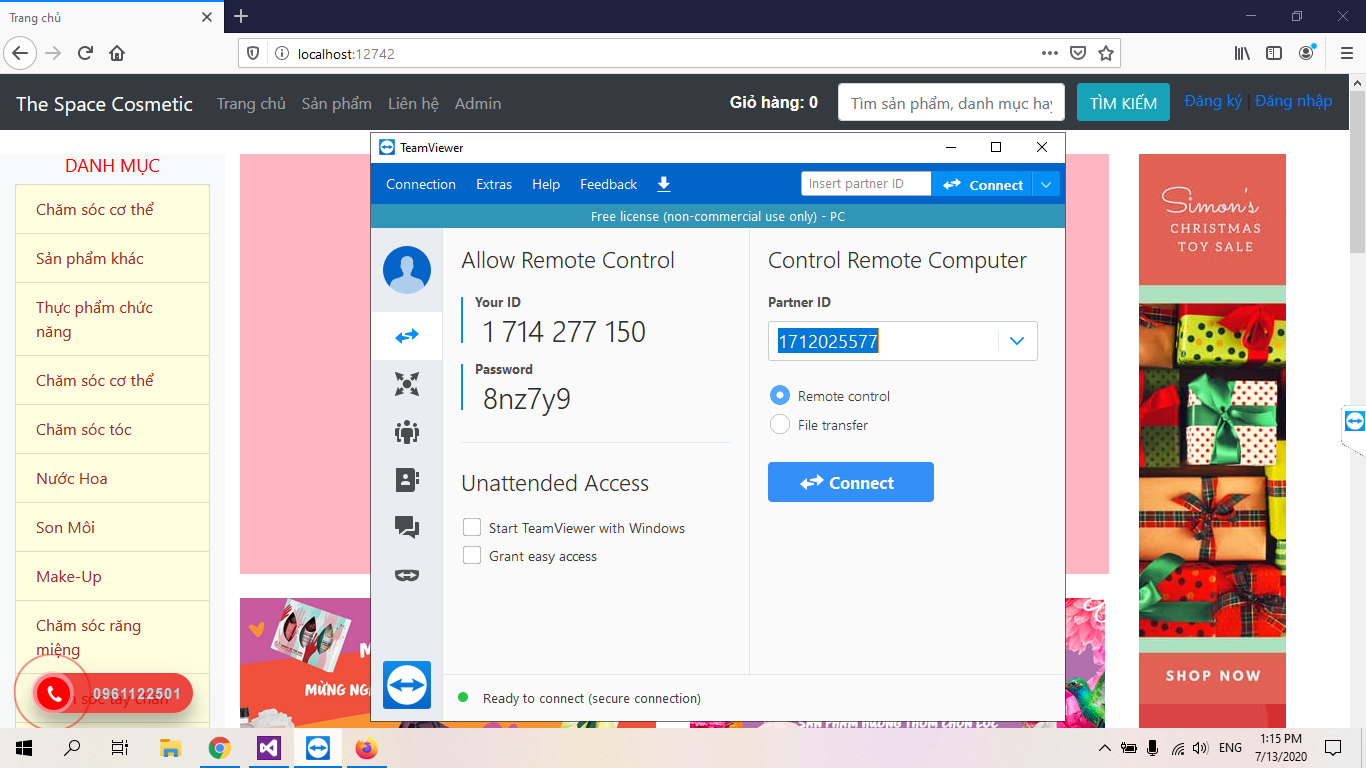 Trang chủ
localhost:12742
The Space Cosmetic
Trang chủ
Sản phẩm
Liên hệ
Admin
Giỏ hàng: 0
Tìm sản phẩm, danh mục hay
TÌM KIẾM
Đăng ký | Đăng nhập
DANH MỤC
Chăm sóc cơ thể
Sản phẩm khác
Thực phẩm chức
năng
Chăm sóc cơ thể
Chăm sóc tóc
Nước Hoa
Son Môi
Make-Up
Chăm sóc răng
miệng
0961122501
TeamViewer
Connection
Extras
Help
Feedback
Insert partner ID
Connect
Free license (non-commercial use only) - PC
Allow Remote Control
Your ID
1 714 277 150
Password
8nz7y9
Unattended Access
Start TeamViewer with Windows
Grant easy access
Control Remote Computer
Partner ID
1712025577
Remote control
File transfer
Connect
Ready to connect (secure connection)
MỪNG
Simon's
CHRISTMAS
TOY SALE
SHOP NOW
ENG
1:15 PM
7/13/2020